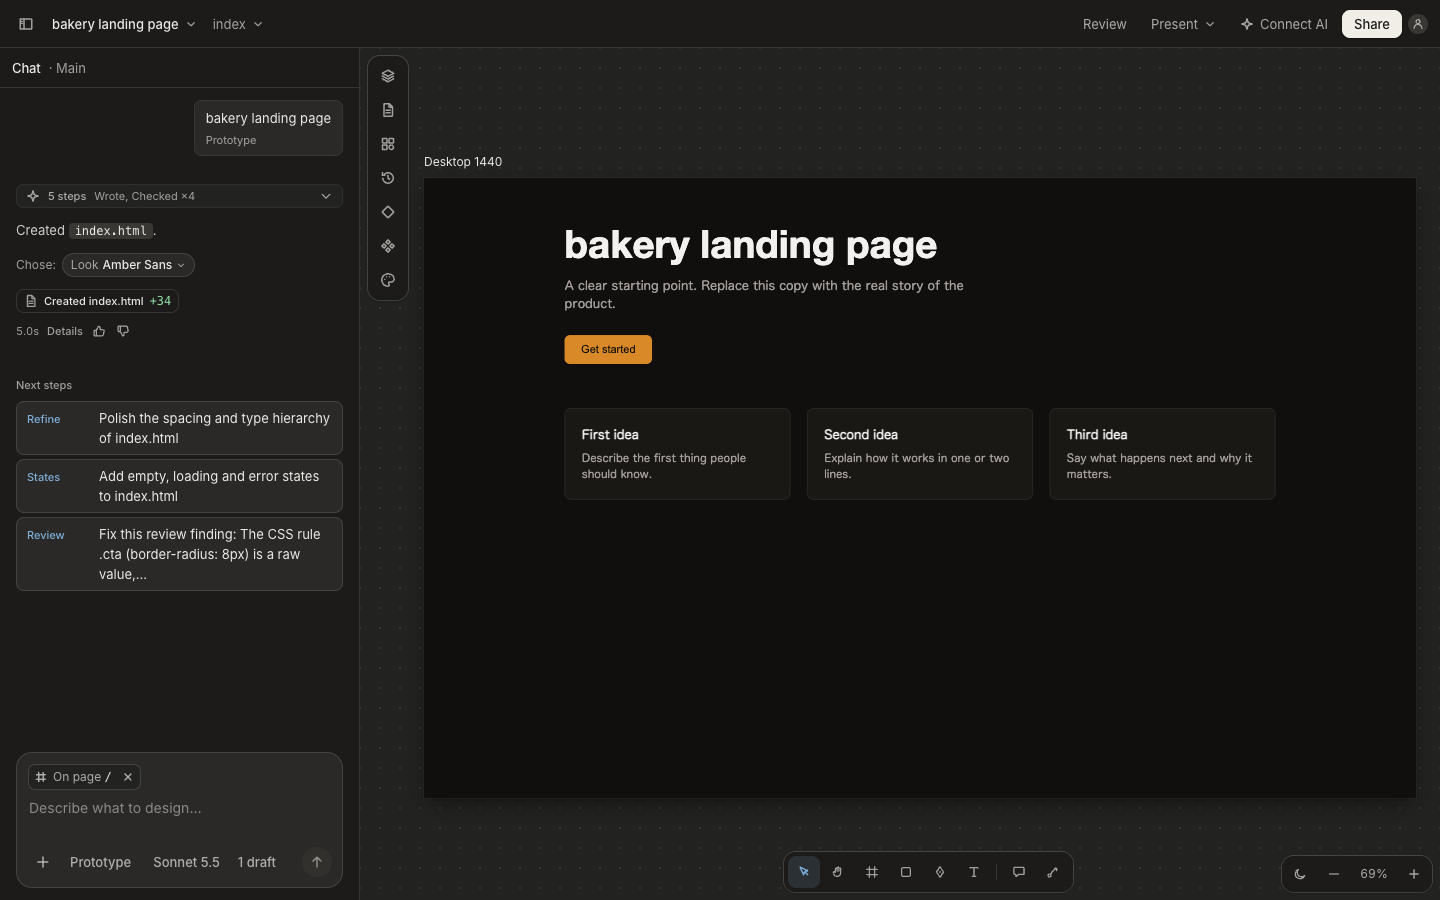 bakery landing page
index
Review
Present
Connect AI
Share
Chat · Main
bakery landing page
Prototype
5 steps Wrote, Checked ×4
Created index.html.
Chose: Look Amber Sans
Created index.html +34
5.0s Details
Next steps
Refine
Polish the spacing and type hierarchy
of index.html
States
Add empty, loading and error states
to index.html
Review
Fix this review finding: The CSS rule
.cta (border-radius: 8px) is a raw
value,...
On page /
Describe what to design...
Prototype
Sonnet 5.5
1 draft
Desktop 1440
bakery landing page
A clear starting point. Replace this copy with the real story of the
product.
Get started
First idea
Describe the first thing people
should know.
Second idea
Explain how it works in one or two
lines.
Third idea
Say what happens next and why it
matters.
69%